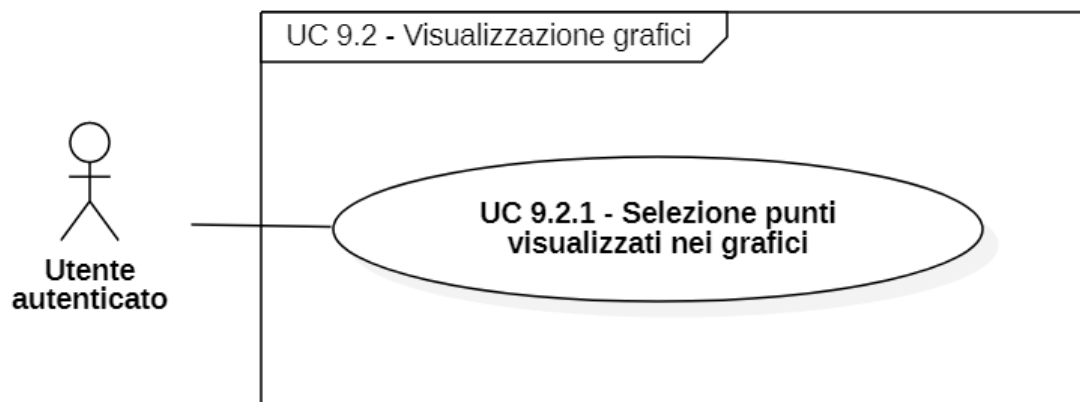 UC 9.2 - Visualizzazione grafici
UC 9.2.1 - Selezione punti
visualizzati nei grafici
Utente
autenticato